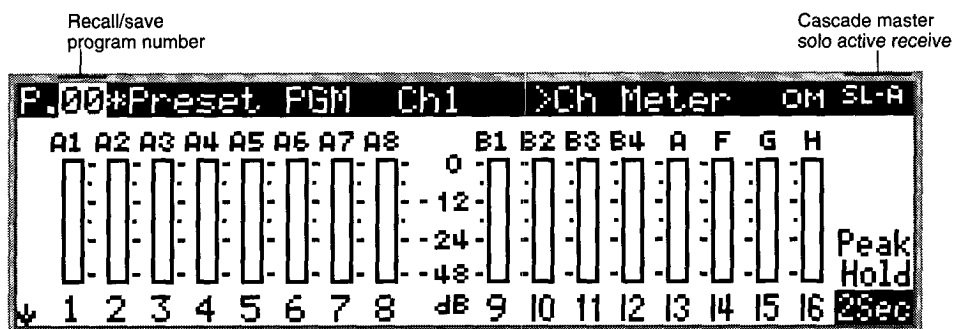 Recall/save
program number
Cascade master
solo active receive
P.00*Preset PGM Ch1 >Ch Meter OM SL-A
A1 A2 A3 A4 A5 A6 A7 A8 B1 B2 B3 B4 A F G H
0
-12-
-24-
-48-
Peak
Hold
↓ 1 2 3 4 5 6 7 8 dB 9 10 11 12 13 14 15 16 2Sec